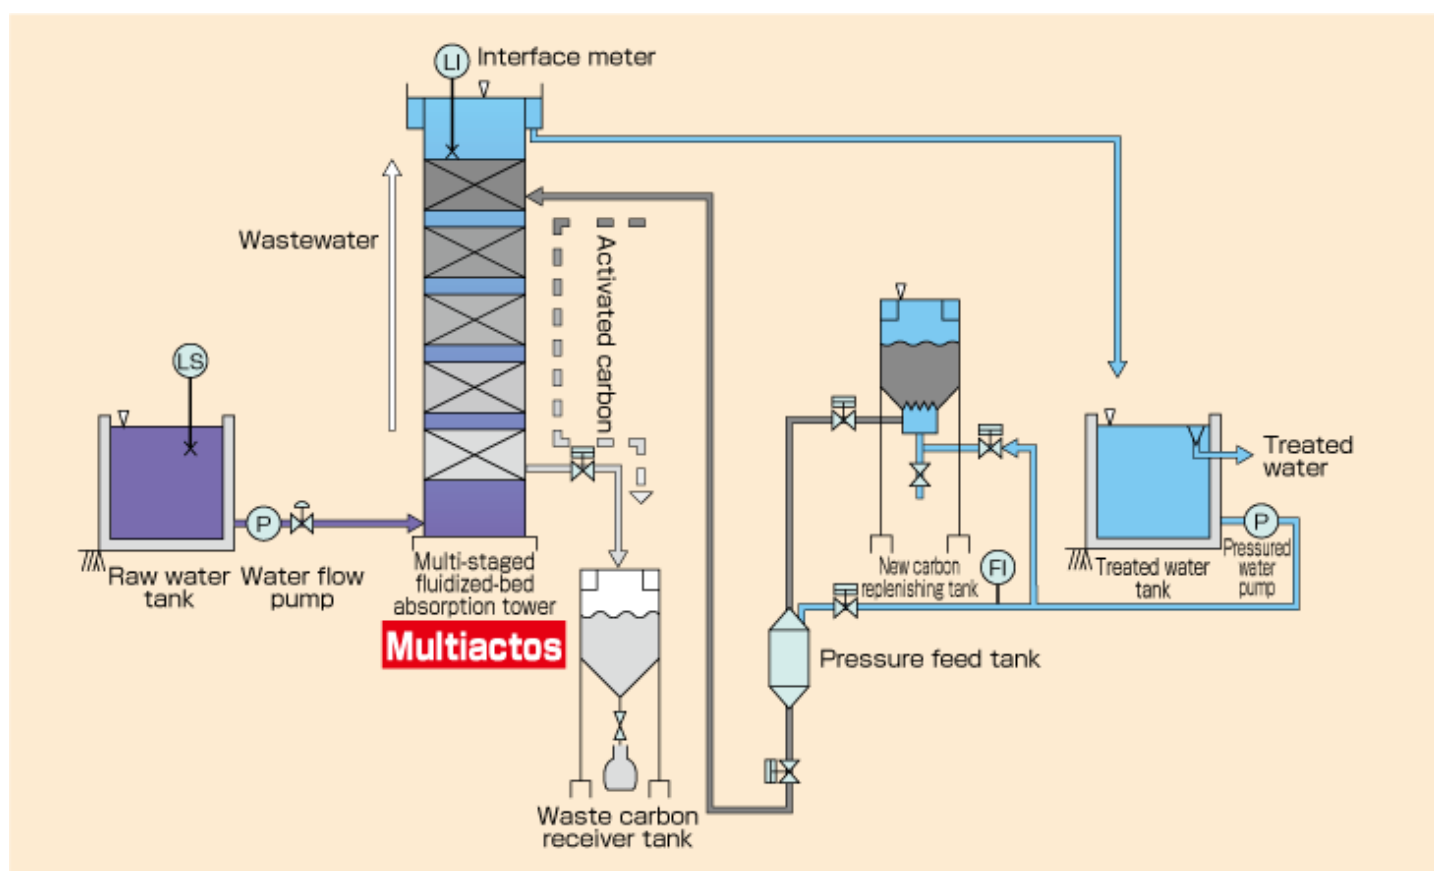 LI
Interface meter
Wastewater
Activated carbon
LS
P
Raw water
tank
Water flow
pump
Multi-staged
fluidized-bed
absorption tower
Multiactos
Waste carbon
receiver tank
New carbon
replenishing tank
FI
Pressure feed tank
Treated
water
P
Pressured
water
pump
Treated water
tank